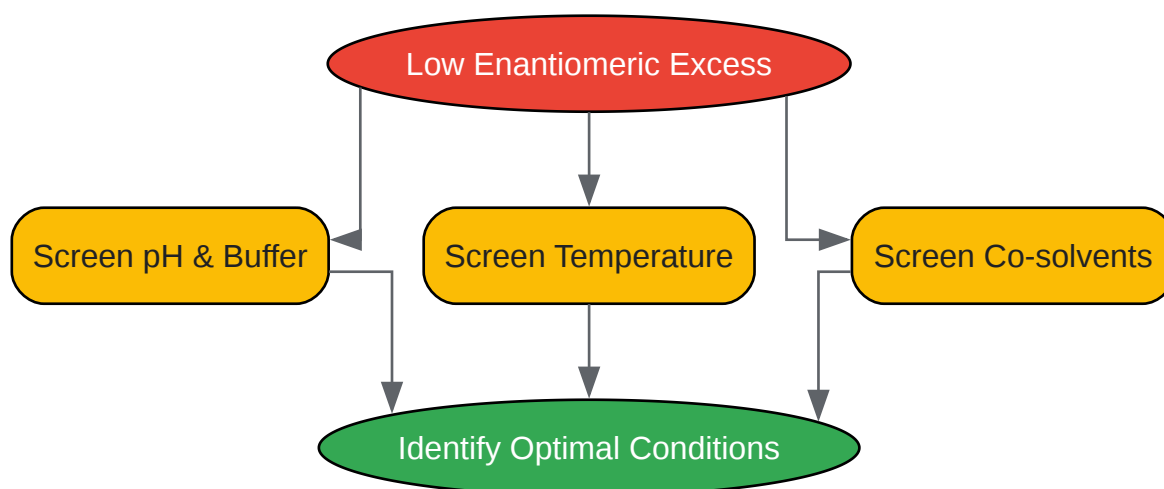 Low Enantiomeric Excess
Screen pH & Buffer
Screen Temperature
Screen Co-solvents
Identify Optimal Conditions